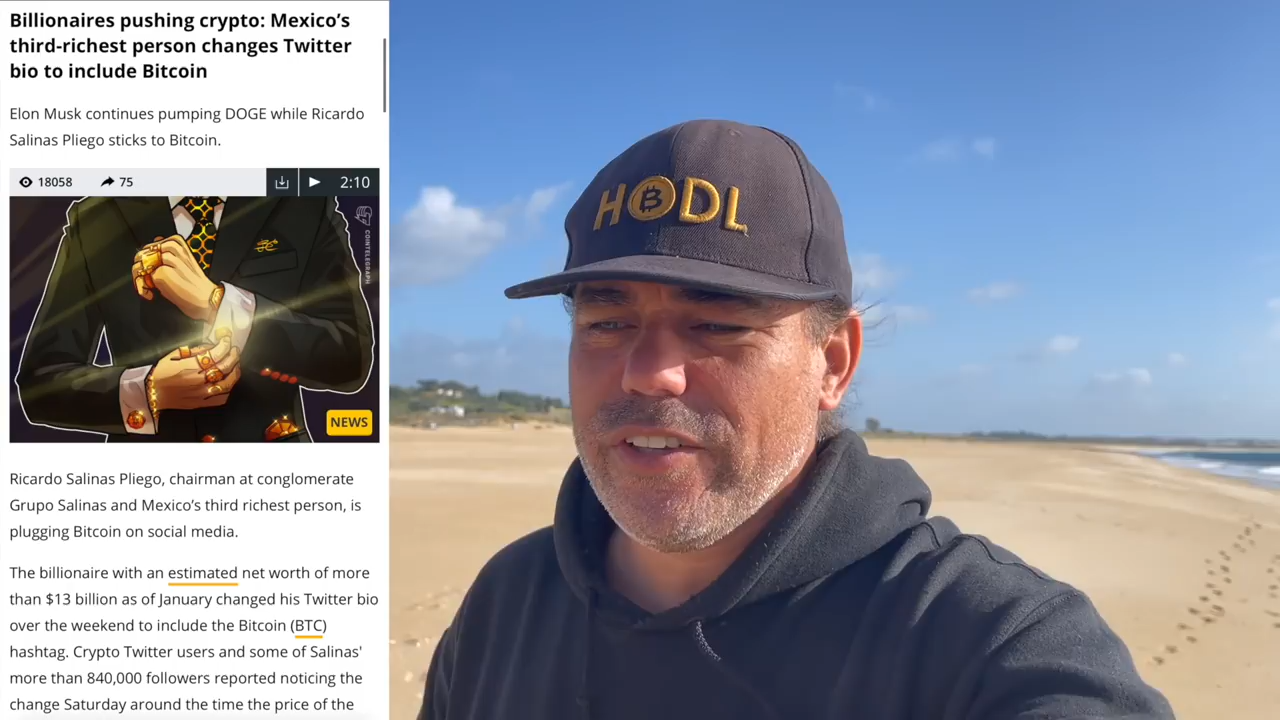 Billionaires pushing crypto: Mexico’s
third-richest person changes Twitter
bio to include Bitcoin
Elon Musk continues pumping DOGE while Ricardo
Salinas Pliego sticks to Bitcoin.
18058 75 2:10
COINTELEGRAPH
NEWS
Ricardo Salinas Pliego, chairman at conglomerate
Grupo Salinas and Mexico’s third richest person, is
plugging Bitcoin on social media.
The billionaire with an estimated net worth of more
than $13 billion as of January changed his Twitter bio
over the weekend to include the Bitcoin (BTC)
hashtag. Crypto Twitter users and some of Salinas'
more than 840,000 followers reported noticing the
change Saturday around the time the price of the
H₿DL